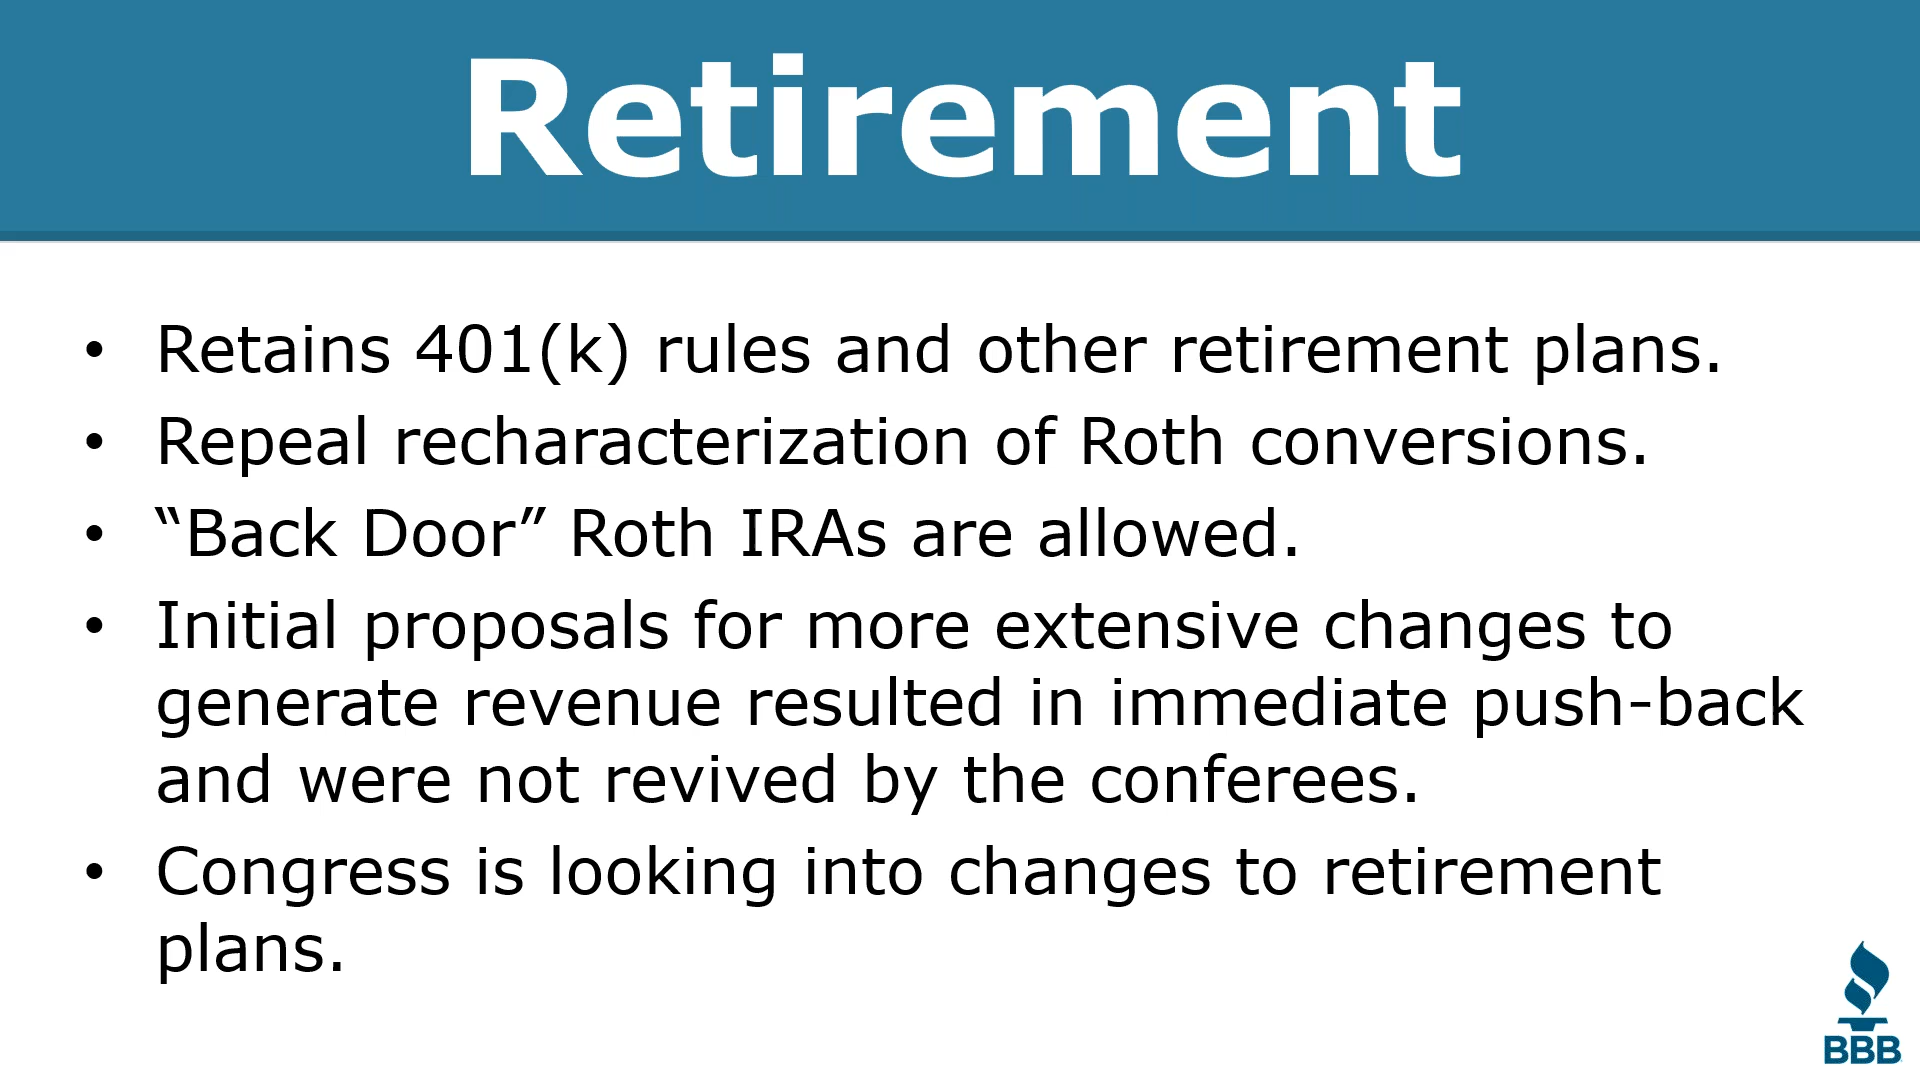 Retirement
• Retains 401(k) rules and other retirement plans.
• Repeal recharacterization of Roth conversions.
• “Back Door” Roth IRAs are allowed.
• Initial proposals for more extensive changes to
generate revenue resulted in immediate push-back
and were not revived by the conferees.
• Congress is looking into changes to retirement
plans.
BBB